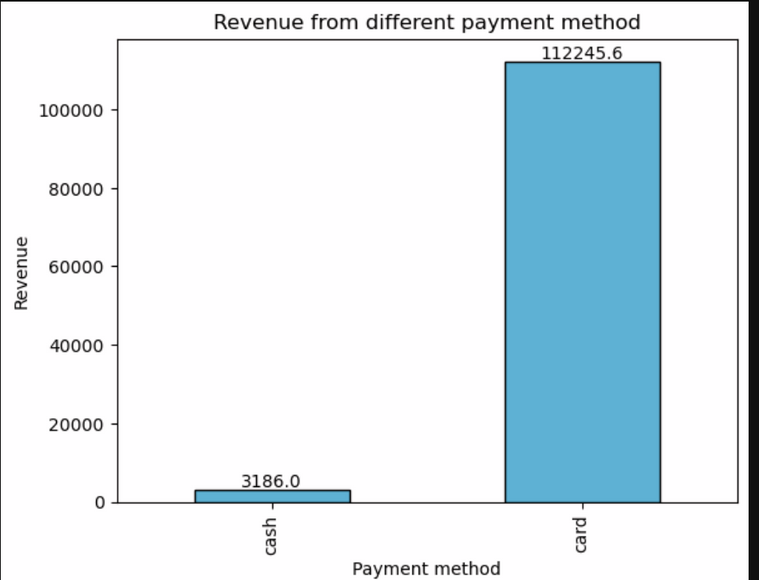 Revenue from different payment method
112245.6
100000
80000
60000
40000
20000
0
Revenue
3186.0
cash
card
Payment method